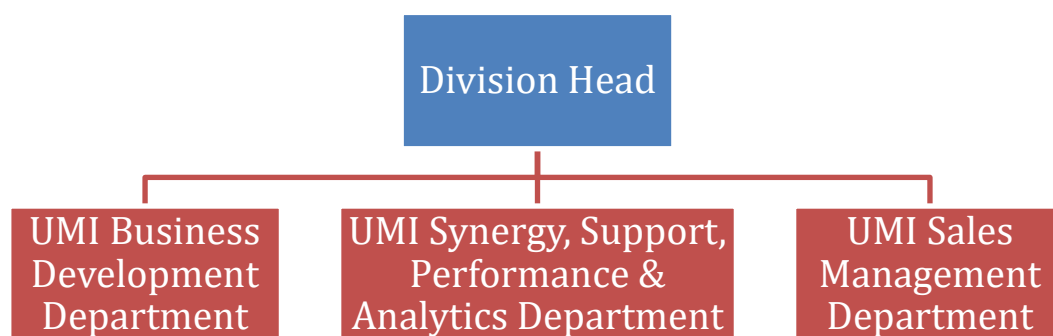 Division Head
UMI Business
Development
Department
UMI Synergy, Support,
Performance &
Analytics Department
UMI Sales
Management
Department